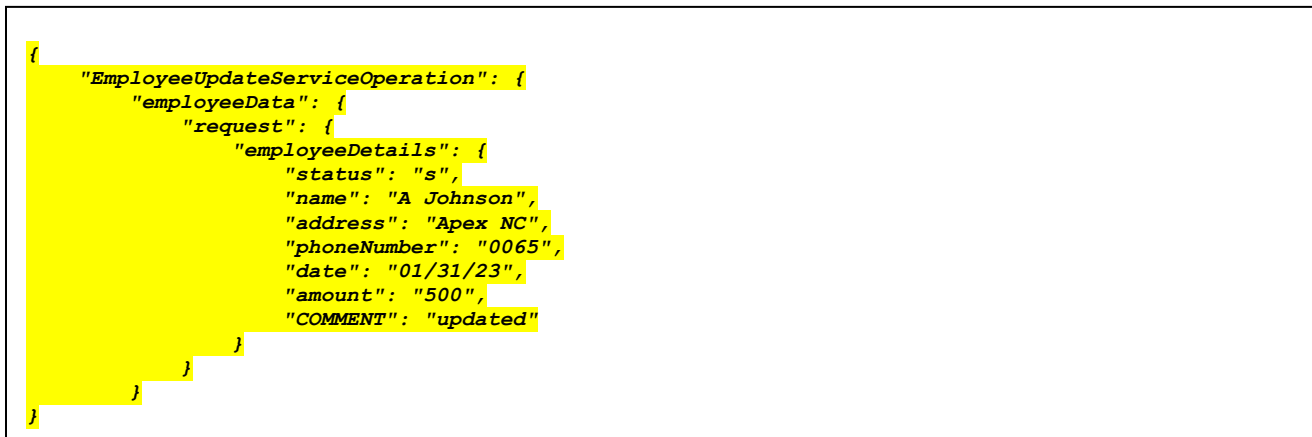 {
"EmployeeUpdateServiceOperation": {
"employeeData": {
"request": {
"employeeDetails": {
"status": "s",
"name": "A Johnson",
"address": "Apex NC",
"phoneNumber": "0065",
"date": "01/31/23",
"amount": "500",
"COMMENT": "updated"
}
}
}
}